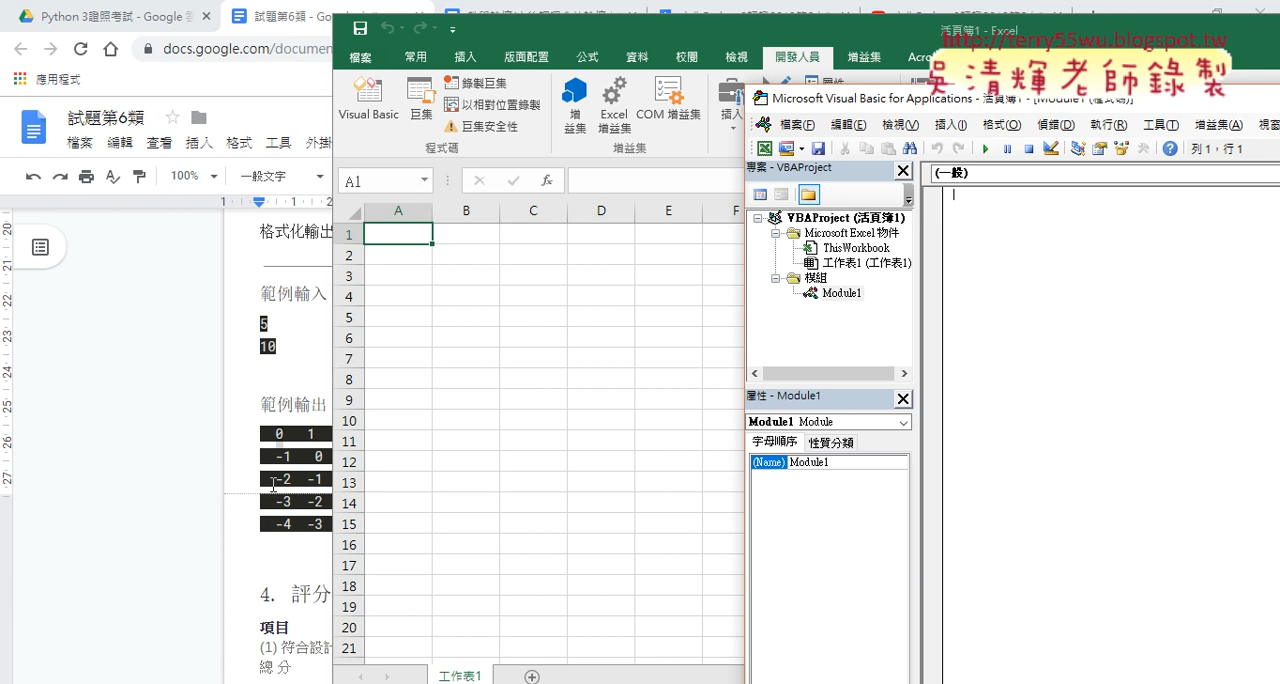 Python 3證照考試 - Google
試題第6類 - Go
活頁簿1 - Excel
http://terry55wu.blogspot.tw
吳清輝老師錄製
docs.google.com/documen
應用程式
試題第6類
檔案 編輯 查看 插入 格式 工具 外掛
100% 一般文字
檔案 常用 插入 版面配置 公式 資料 校閱 檢視 開發人員 增益集 Acro
Visual Basic 巨集 錄製巨集 以相對位置錄製 巨集安全性
程式碼
增益集 Excel 增益集 COM 增益集 插入
增益集
A1
fx
A B C D E F
1
2
3
4
5
6
7
8
9
10
11
12
13
14
15
16
17
18
19
20
21
工作表1
格式化輸出
範例輸入
5
10
範例輸出
0 1
-1 0
-2 -1
-3 -2
-4 -3
4. 評分
項目
(1) 符合設計
總 分
Microsoft Visual Basic for Applications - 活頁簿1 - [Module1 (程式碼)]
檔案(F) 編輯(E) 檢視(V) 插入(I) 格式(O) 偵錯(D) 執行(R) 工具(T) 增益集(A) 視窗
列 1，行 1
專案 - VBAProject
VBAProject (活頁簿1)
Microsoft Excel 物件
ThisWorkbook
工作表1 (工作表1)
模組
Module1
屬性 - Module1
Module1 Module
字母順序 性質分類
(Name) Module1
(一般)